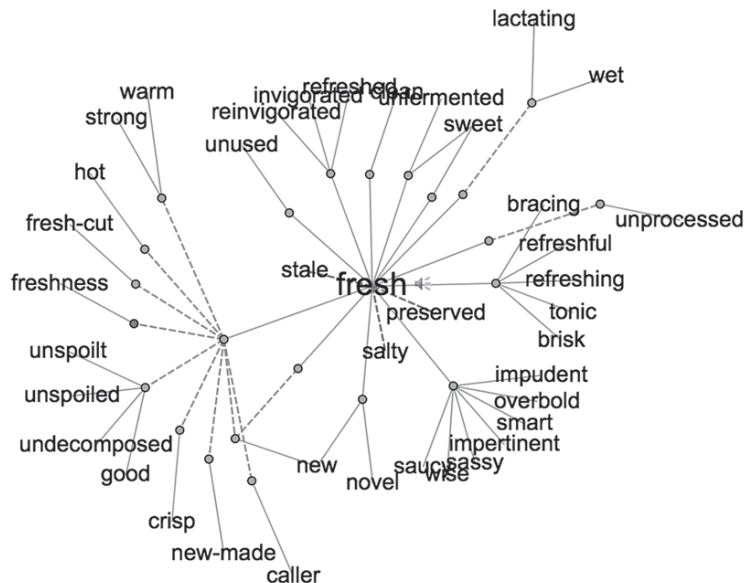 lactating
wet
warm
strong
refreshed
invigorated
clean
unfermented
reinvigorated
sweet
unused
hot
fresh-cut
freshness
bracing
unprocessed
refreshful
stale
fresh
refreshing
preserved
tonic
brisk
salty
unspoilt
unspoiled
undecomposed
good
impudent
overbold
smart
impertinent
saucy
sassy
wise
new
novel
crisp
new-made
caller